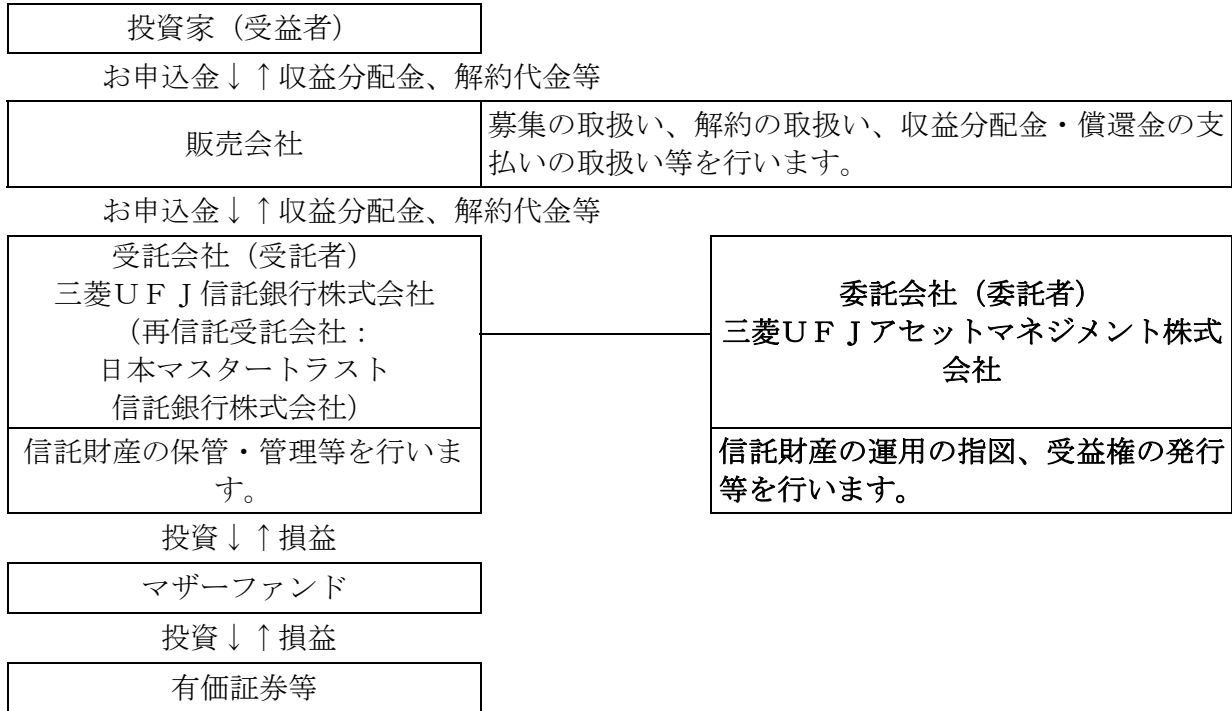 投資家（受益者）
お申込金↓↑収益分配金、解約代金等
販売会社
募集の取扱い、解約の取扱い、収益分配金・償還金の支
払いの取扱い等を行います。
お申込金↓↑収益分配金、解約代金等
受託会社（受託者）
三菱ＵＦＪ信託銀行株式会社
（再信託受託会社：
日本マスタートラスト
信託銀行株式会社）
信託財産の保管・管理等を行いま
す。
委託会社（委託者）
三菱ＵＦＪアセットマネジメント株式
会社
信託財産の運用の指図、受益権の発行
等を行います。
投資↓↑損益
マザーファンド
投資↓↑損益
有価証券等